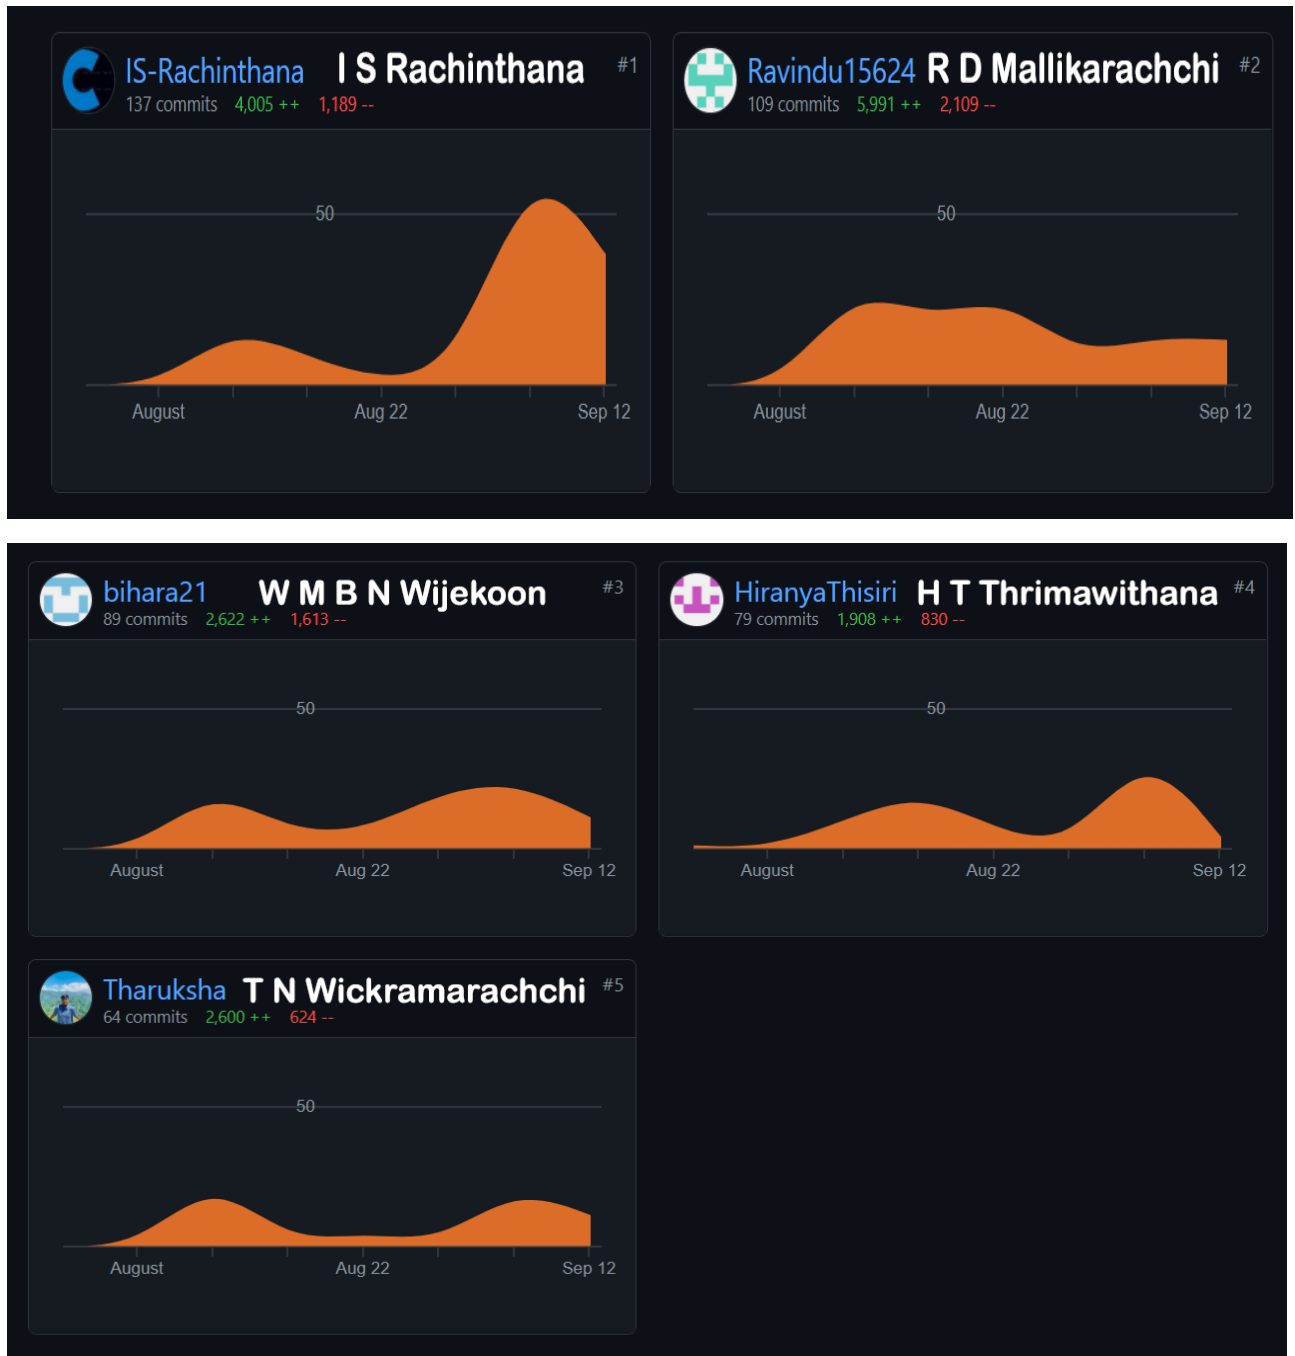 IS-Rachinthana I S Rachinthana #1
137 commits 4,005 ++ 1,189 --
50
August Aug 22 Sep 12
Ravindu15624 R D Mallikarachchi #2
109 commits 5,991 ++ 2,109 --
50
August Aug 22 Sep 12
bihara21 W M B N Wijekoon #3
89 commits 2,622 ++ 1,613 --
50
August Aug 22 Sep 12
HiranyaThisiri H T Thrimawithana #4
79 commits 1,908 ++ 830 --
50
August Aug 22 Sep 12
Tharuksha T N Wickramarachchi #5
64 commits 2,600 ++ 624 --
50
August Aug 22 Sep 12